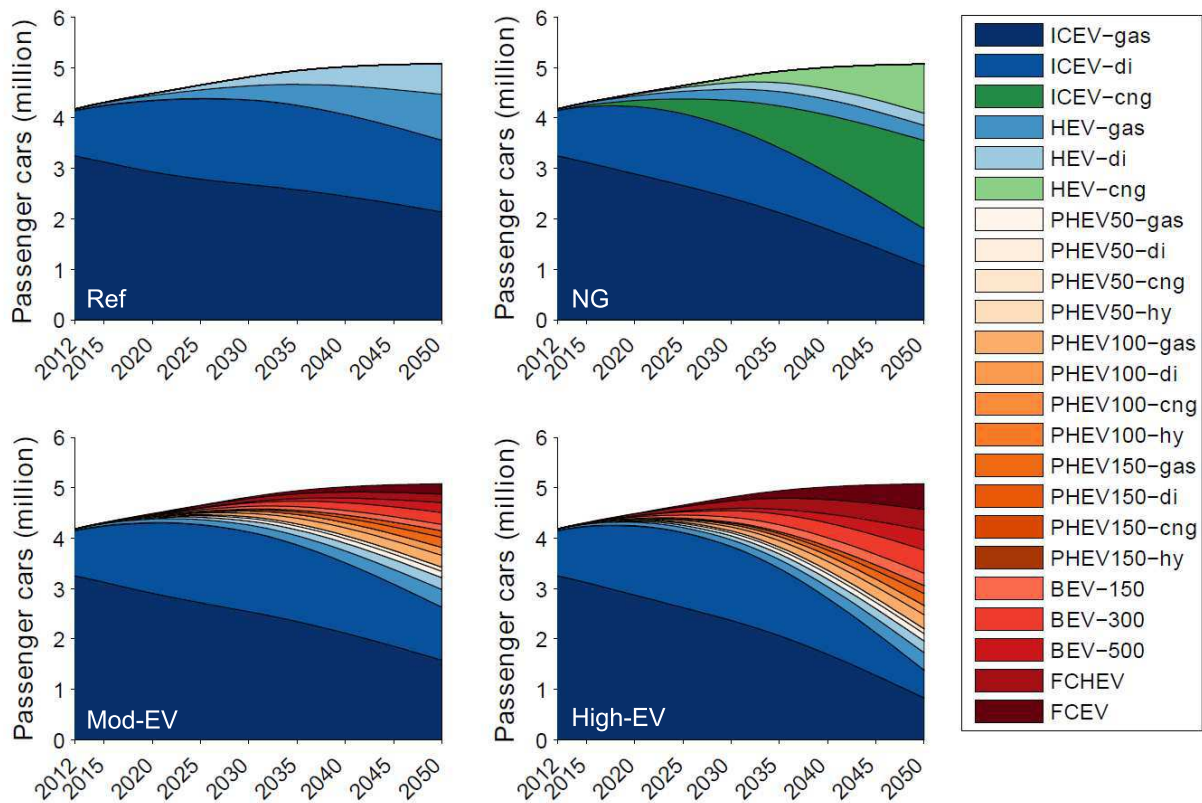 Passenger cars (million)
6
5
4
3
2
1
0
Ref
2012
2015
2020
2025
2030
2035
2040
2045
2050
Passenger cars (million)
6
5
4
3
2
1
0
NG
2012
2015
2020
2025
2030
2035
2040
2045
2050
Passenger cars (million)
6
5
4
3
2
1
0
Mod-EV
2012
2015
2020
2025
2030
2035
2040
2045
2050
Passenger cars (million)
6
5
4
3
2
1
0
High-EV
2012
2015
2020
2025
2030
2035
2040
2045
2050
ICEV-gas
ICEV-di
ICEV-cng
HEV-gas
HEV-di
HEV-cng
PHEV50-gas
PHEV50-di
PHEV50-cng
PHEV50-hy
PHEV100-gas
PHEV100-di
PHEV100-cng
PHEV100-hy
PHEV150-gas
PHEV150-di
PHEV150-cng
PHEV150-hy
BEV-150
BEV-300
BEV-500
FCHEV
FCEV